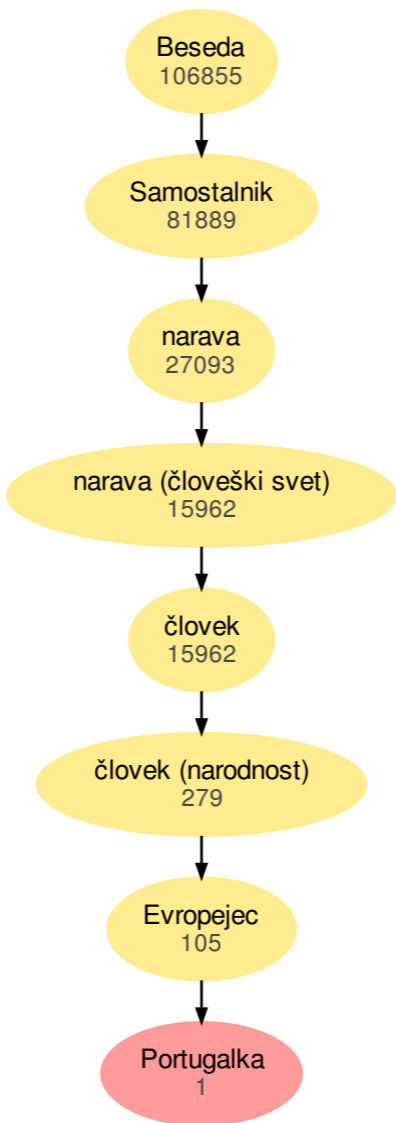 Beseda
106855
Samostalnik
81889
narava
27093
narava (človeški svet)
15962
človek
15962
človek (narodnost)
279
Evropejec
105
Portugalka
1